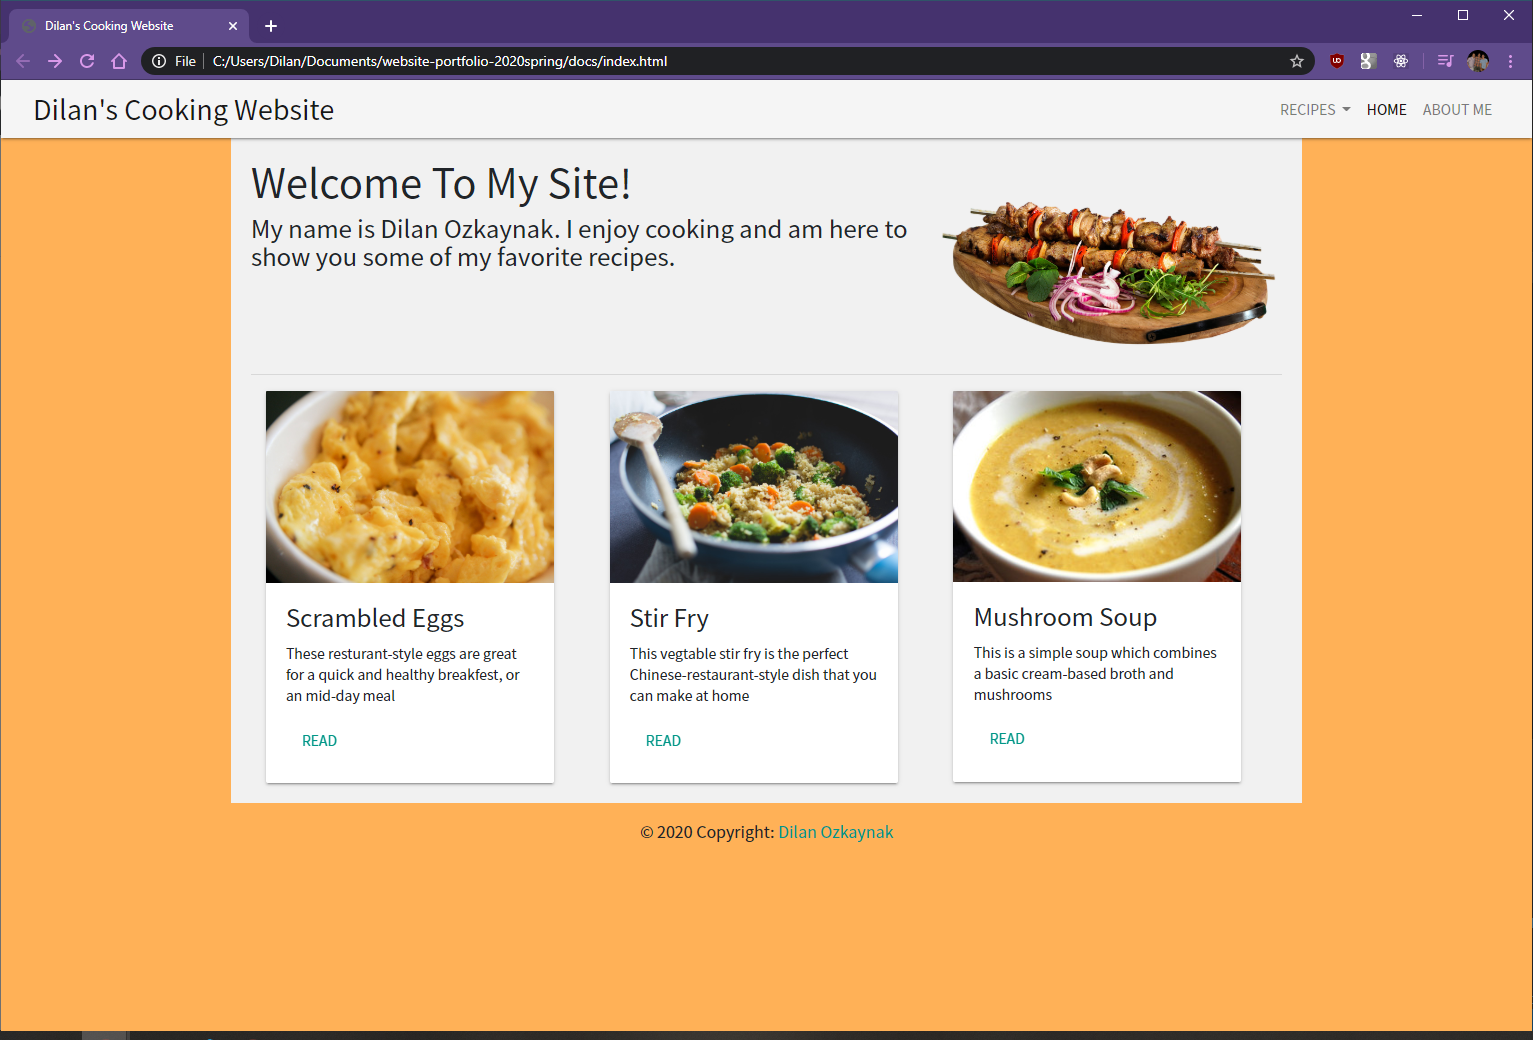 Dilan's Cooking Website
File
C:/Users/Dilan/Documents/website-portfolio-2020spring/docs/index.html
Dilan's Cooking Website
RECIPES HOME ABOUT ME
Welcome To My Site!
My name is Dilan Ozkaynak. I enjoy cooking and am here to
show you some of my favorite recipes.
Scrambled Eggs
These resturant-style eggs are great
for a quick and healthy breakfest, or
an mid-day meal
READ
Stir Fry
This vegtable stir fry is the perfect
Chinese-restaurant-style dish that you
can make at home
READ
Mushroom Soup
This is a simple soup which combines
a basic cream-based broth and
mushrooms
READ
© 2020 Copyright: Dilan Ozkaynak